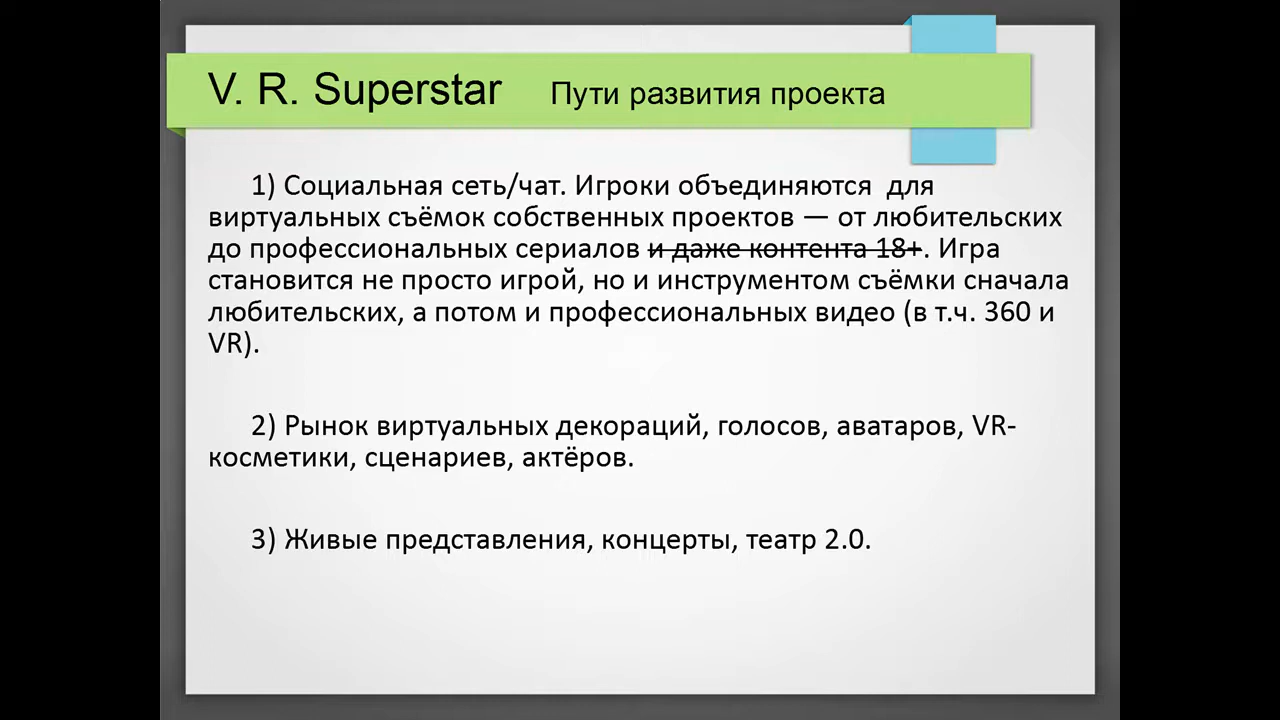 V. R. Superstar Пути развития проекта
1) Социальная сеть/чат. Игроки объединяются для
виртуальных съёмок собственных проектов — от любительских
до профессиональных сериалов и даже контента 18+. Игра
становится не просто игрой, но и инструментом съёмки сначала
любительских, а потом и профессиональных видео (в т.ч. 360 и
VR).
2) Рынок виртуальных декораций, голосов, аватаров, VR-
косметики, сценариев, актёров.
3) Живые представления, концерты, театр 2.0.